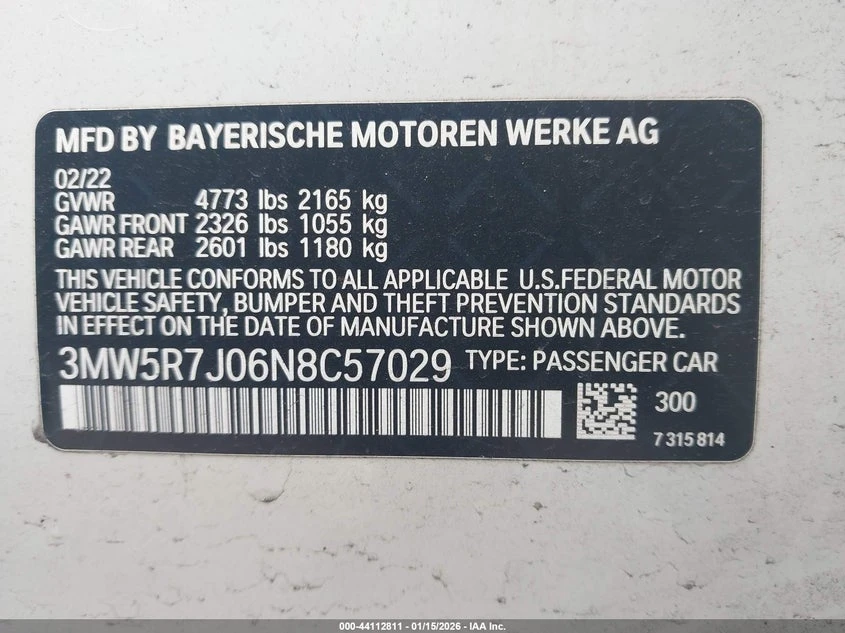 MFD BY BAYERISCHE MOTOREN WERKE AG
02/22
GVWR 4773 lbs 2165 kg
GAWR FRONT 2326 lbs 1055 kg
GAWR REAR 2601 lbs 1180 kg
THIS VEHICLE CONFORMS TO ALL APPLICABLE U.S.FEDERAL MOTOR
VEHICLE SAFETY, BUMPER AND THEFT PREVENTION STANDARDS
IN EFFECT ON THE DATE OF MANUFACTURE SHOWN ABOVE.
3MW5R7J06N8C57029 TYPE: PASSENGER CAR
300
7 315 814
000-44112811 - 01/15/2026 - IAA Inc.